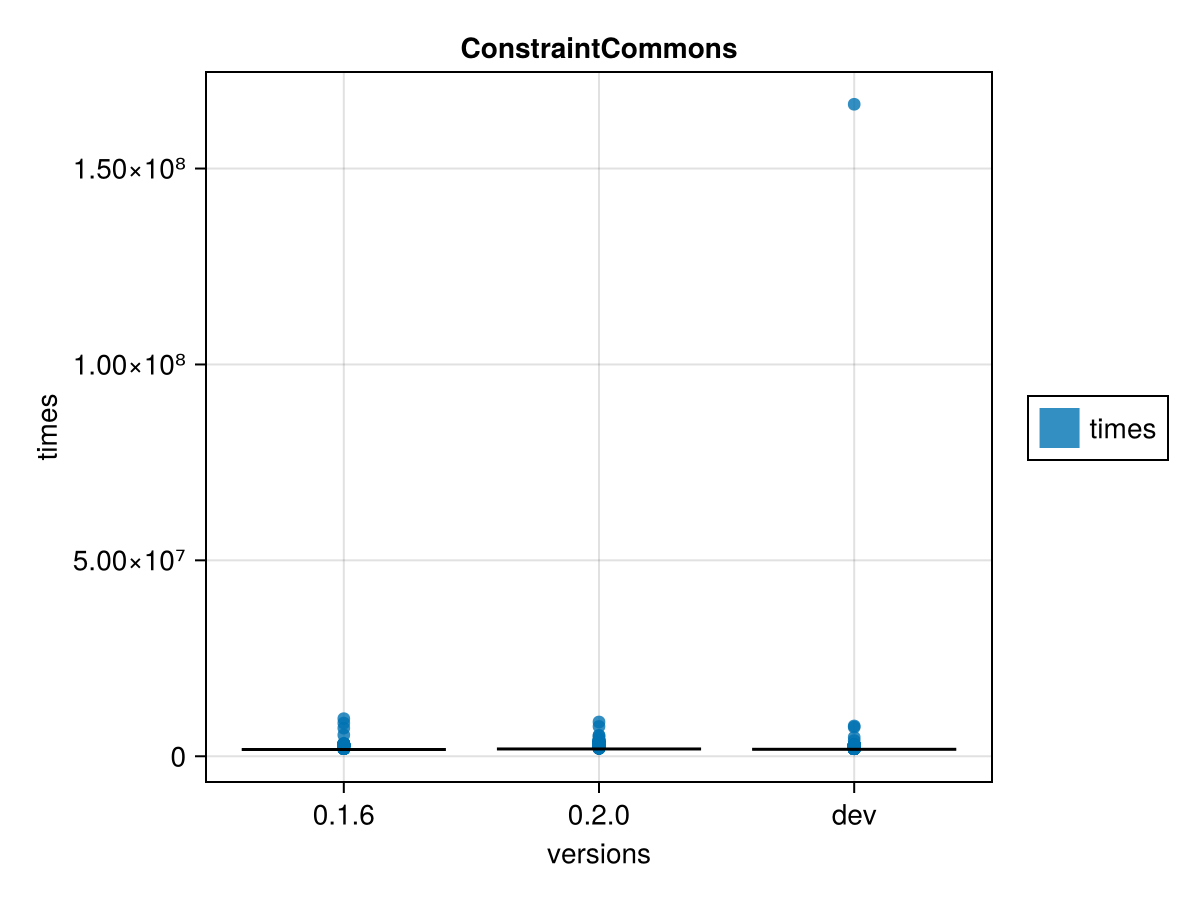 ConstraintCommons
1.50×10⁸
1.00×10⁸
5.00×10⁷
0
times
0.1.6
0.2.0
dev
versions
times